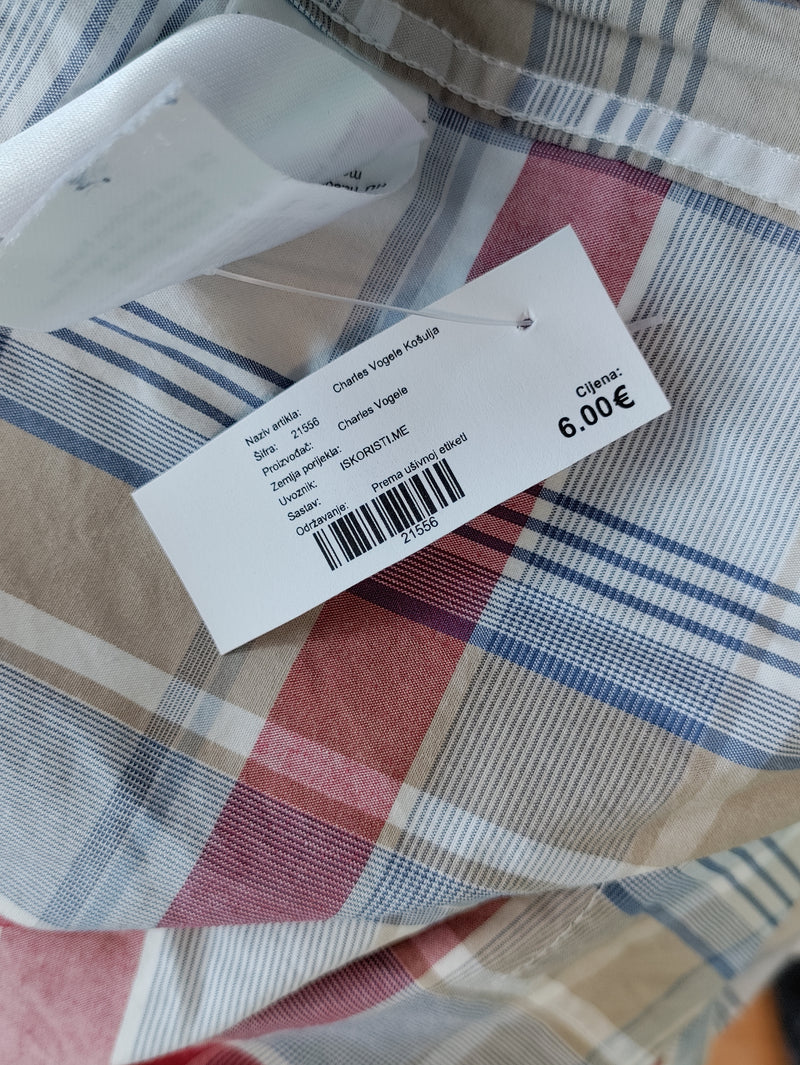 Naziv artikla: Charles Vogele Košulja
Šifra: 21556
Proizvođač: Charles Vogele
Zemlja porijekla:
Uvoznik: ISKORISTI.ME
Sastav:
Održavanje: Prema ušivnoj etiketi
21556
Cijena:
6.00€